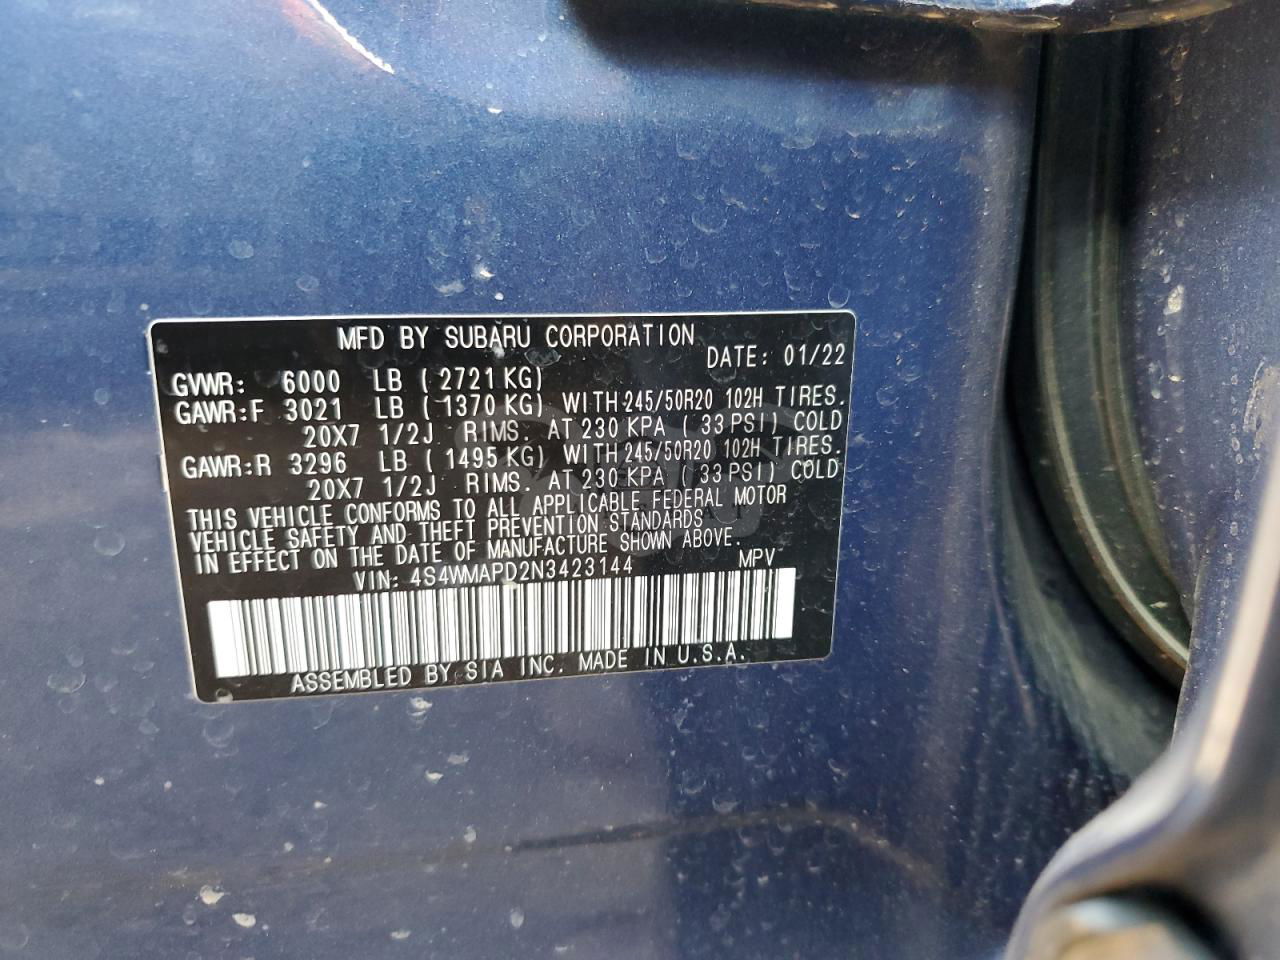 MFD BY SUBARU CORPORATION
DATE: 01/22
GVWR: 6000 LB (2721 KG)
GAWR:F 3021 LB (1370 KG) WITH 245/50R20 102H TIRES.
20X7 1/2J RIMS. AT 230 KPA (33 PSI) COLD
GAWR:R 3296 LB (1495 KG) WITH 245/50R20 102H TIRES.
20X7 1/2J RIMS. AT 230 KPA (33 PSI) COLD
THIS VEHICLE CONFORMS TO ALL APPLICABLE FEDERAL MOTOR
VEHICLE SAFETY AND THEFT PREVENTION STANDARDS
IN EFFECT ON THE DATE OF MANUFACTURE SHOWN ABOVE.
VIN: 4S4WMAPD2N3423144 MPV
ASSEMBLED BY SIA INC. MADE IN U.S.A.